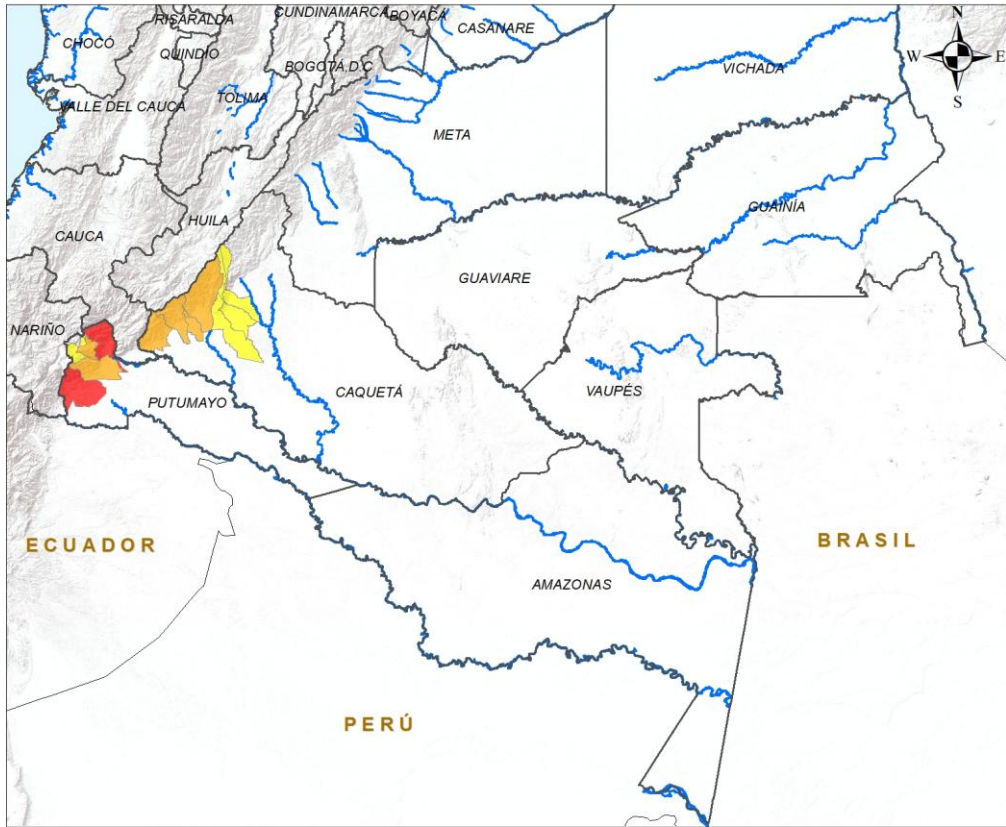 CUNDINAMARCA
BOYACÁ
RISARALDA
CASANARE
N
CHOCÓ
QUINDÍO
BOGOTÁ D.C
W
E
VICHADA
TOLIMA
VALLE DEL CAUCA
S
META
HUILA
GUAINÍA
CAUCA
GUAVIARE
NARIÑO
CAQUETÁ
VAUPÉS
PUTUMAYO
ECUADOR
BRASIL
AMAZONAS
PERÚ